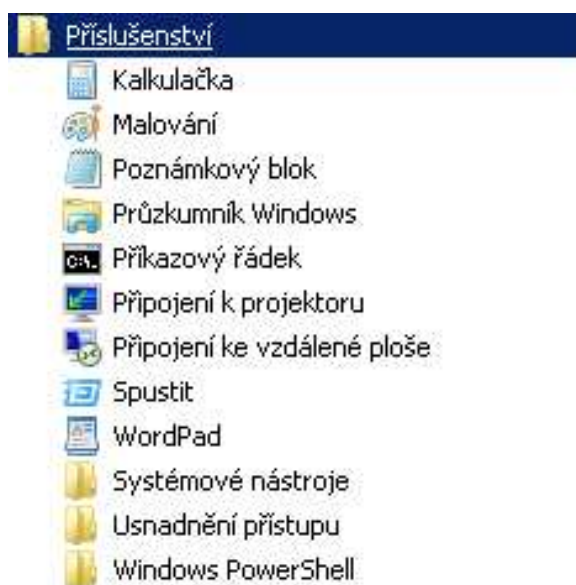 Příslušenství
Kalkulačka
Malování
Poznámkový blok
Průzkumník Windows
C:\.
Příkazový řádek
Připojení k projektoru
Připojení ke vzdálené ploše
Spustit
WordPad
Systémové nástroje
Usnadnění přístupu
Windows PowerShell